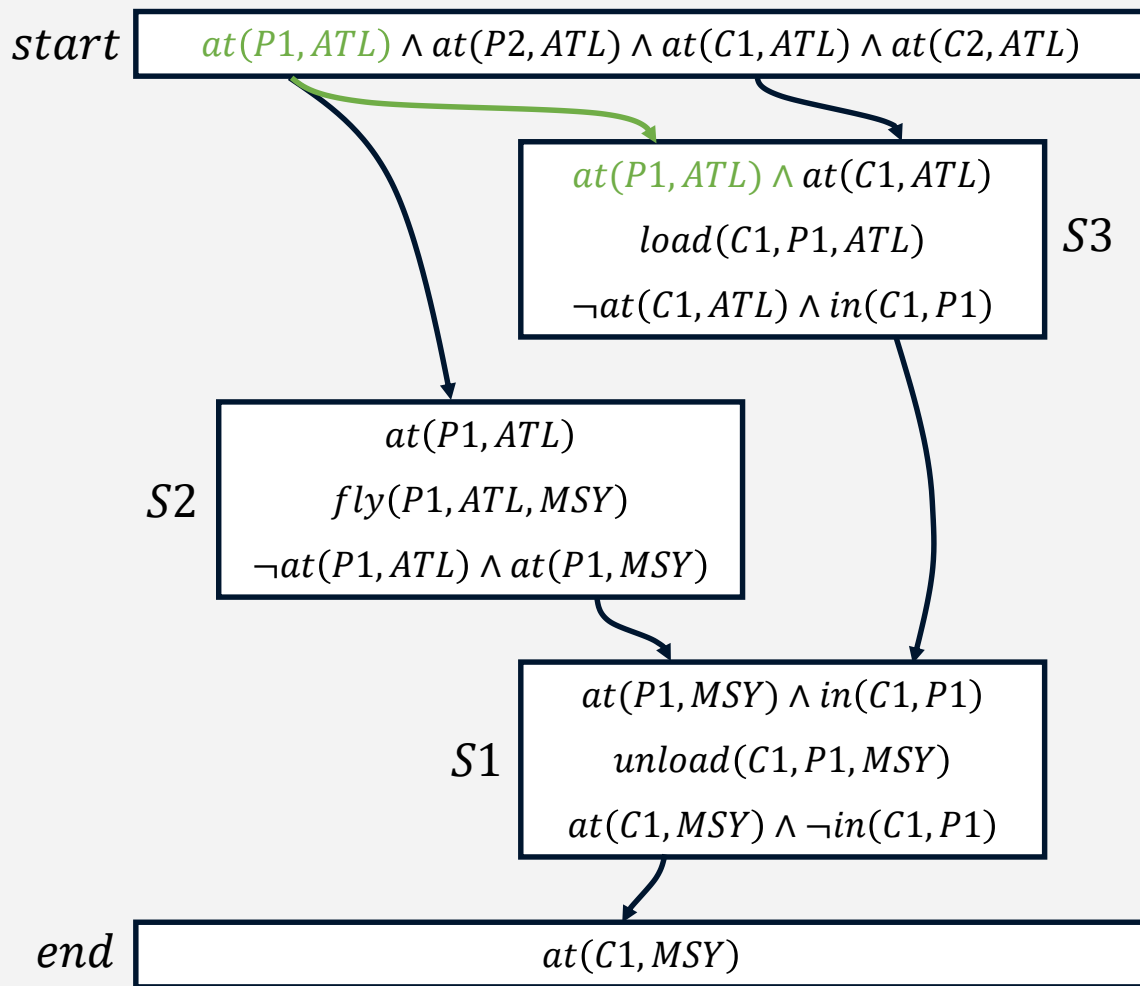 start
at(P1, ATL) ∧ at(P2, ATL) ∧ at(C1, ATL) ∧ at(C2, ATL)
at(P1, ATL) ∧ at(C1, ATL)
load(C1, P1, ATL)
¬at(C1, ATL) ∧ in(C1, P1)
S3
at(P1, ATL)
S2
fly(P1, ATL, MSY)
¬at(P1, ATL) ∧ at(P1, MSY)
at(P1, MSY) ∧ in(C1, P1)
S1
unload(C1, P1, MSY)
at(C1, MSY) ∧ ¬in(C1, P1)
end
at(C1, MSY)